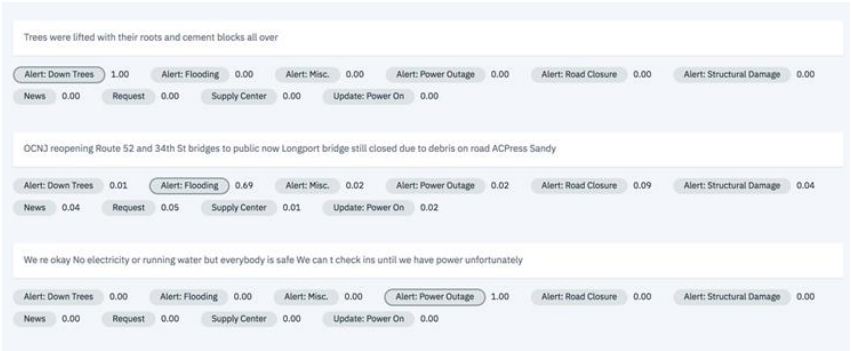 Trees were lifted with their roots and cement blocks all over
Alert: Down Trees 1.00 Alert: Flooding 0.00 Alert: Misc. 0.00 Alert: Power Outage 0.00 Alert: Road Closure 0.00 Alert: Structural Damage 0.00
News 0.00 Request 0.00 Supply Center 0.00 Update: Power On 0.00
OCNJ reopening Route 52 and 34th St bridges to public now Longport bridge still closed due to debris on road ACPress Sandy
Alert: Down Trees 0.01 Alert: Flooding 0.69 Alert: Misc. 0.02 Alert: Power Outage 0.02 Alert: Road Closure 0.09 Alert: Structural Damage 0.04
News 0.04 Request 0.05 Supply Center 0.01 Update: Power On 0.02
We re okay No electricity or running water but everybody is safe We can t check ins until we have power unfortunately
Alert: Down Trees 0.00 Alert: Flooding 0.00 Alert: Misc. 0.00 Alert: Power Outage 1.00 Alert: Road Closure 0.00 Alert: Structural Damage 0.00
News 0.00 Request 0.00 Supply Center 0.00 Update: Power On 0.00